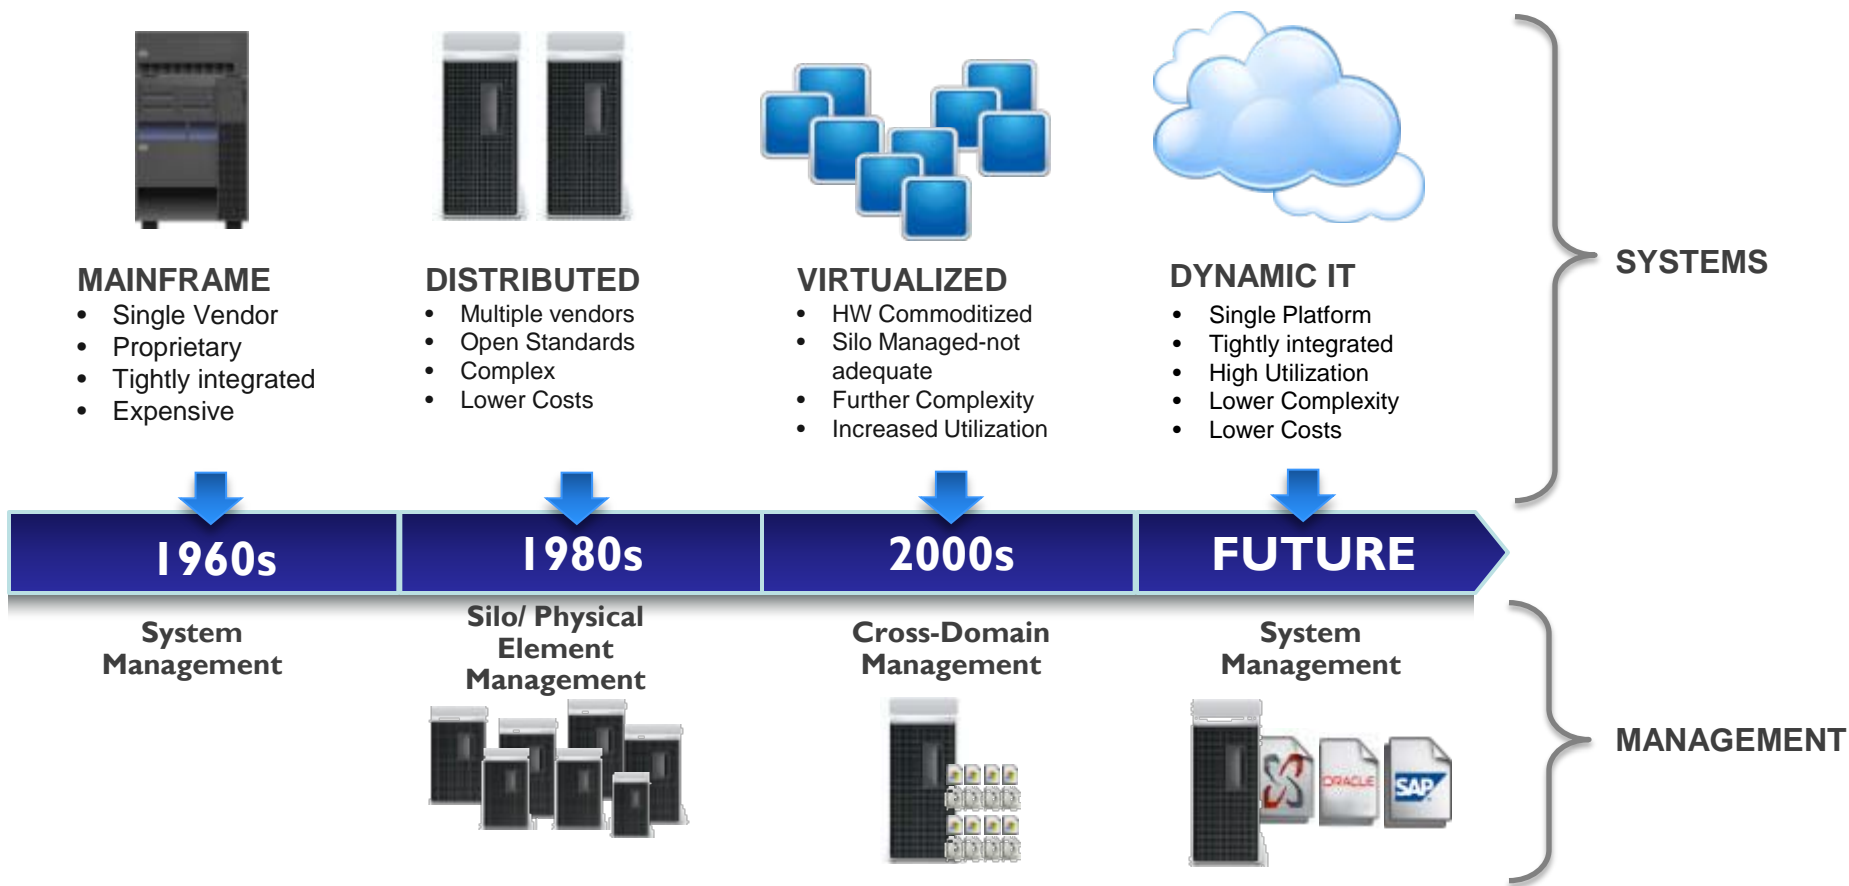 MAINFRAME
• Single Vendor
• Proprietary
• Tightly integrated
• Expensive
DISTRIBUTED
• Multiple vendors
• Open Standards
• Complex
• Lower Costs
VIRTUALIZED
• HW Commoditized
• Silo Managed-not
adequate
• Further Complexity
• Increased Utilization
DYNAMIC IT
• Single Platform
• Tightly integrated
• High Utilization
• Lower Complexity
• Lower Costs
SYSTEMS
1960s
1980s
2000s
FUTURE
System
Management
Silo/ Physical
Element
Management
Cross-Domain
Management
System
Management
ORACLE
SAP
MANAGEMENT